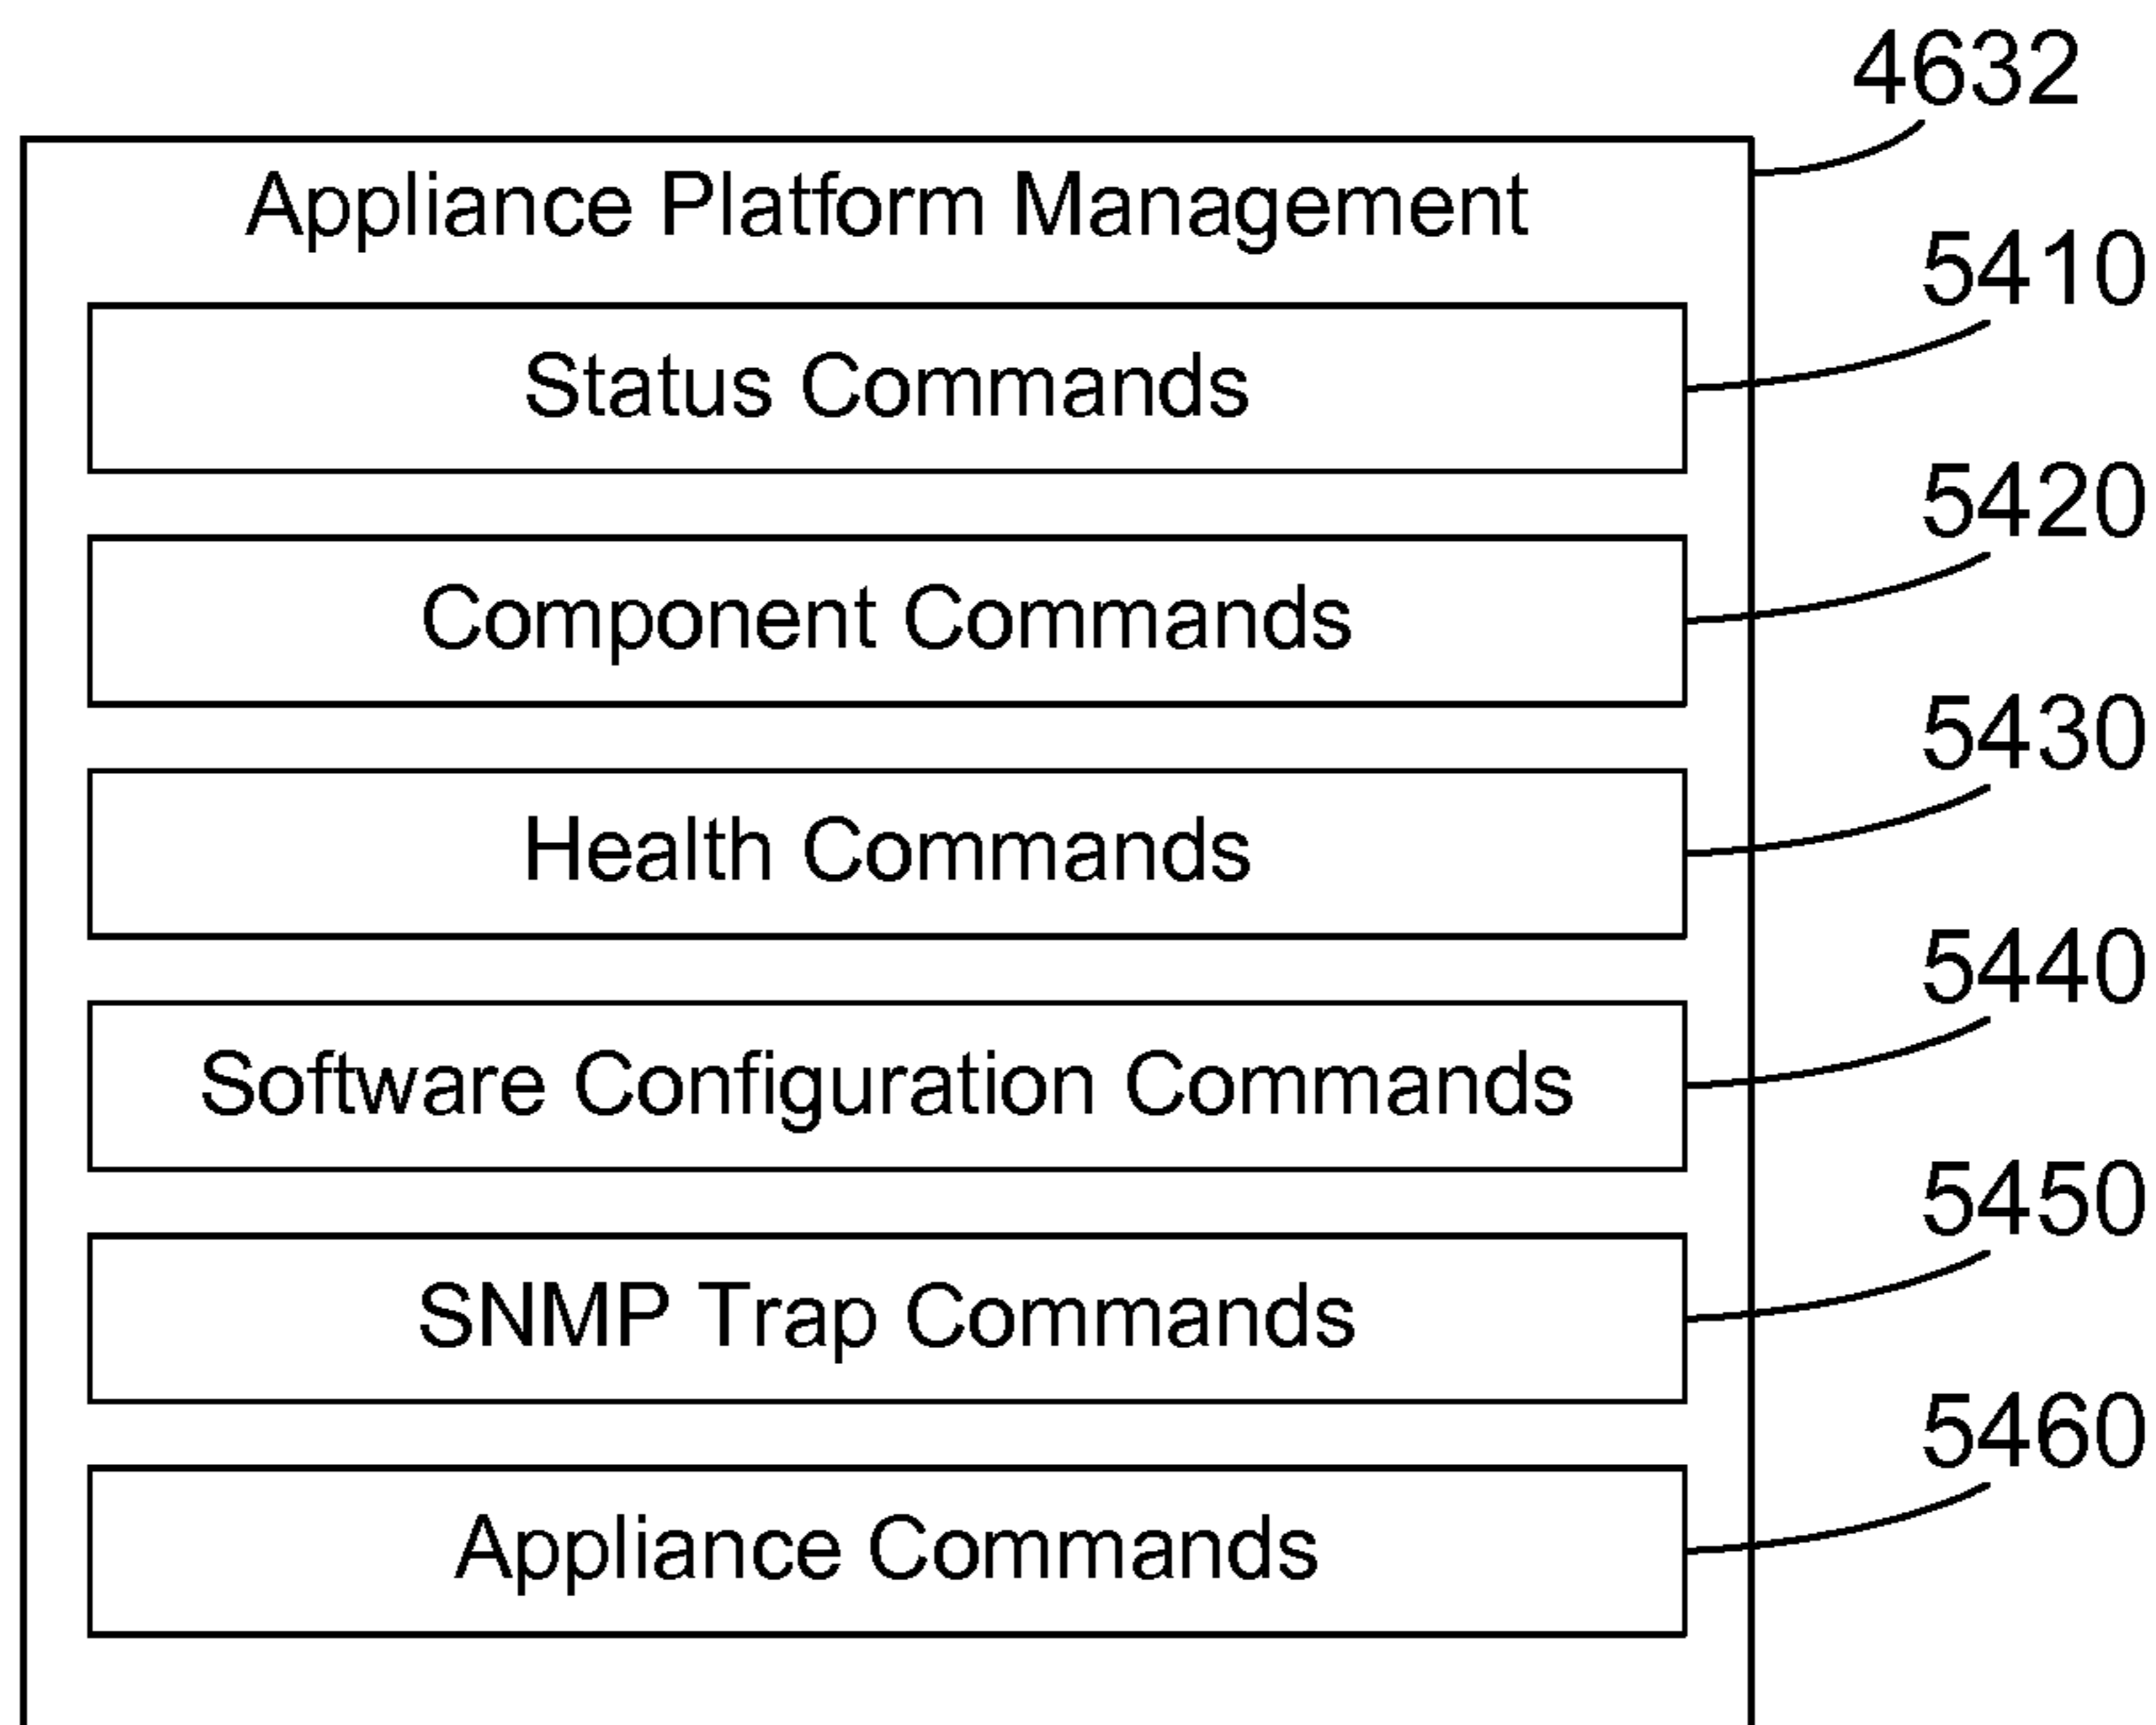 4632
Appliance Platform Management
5410
Status Commands
5420
Component Commands
5430
Health Commands
5440
Software Configuration Commands
5450
SNMP Trap Commands
5460
Appliance Commands